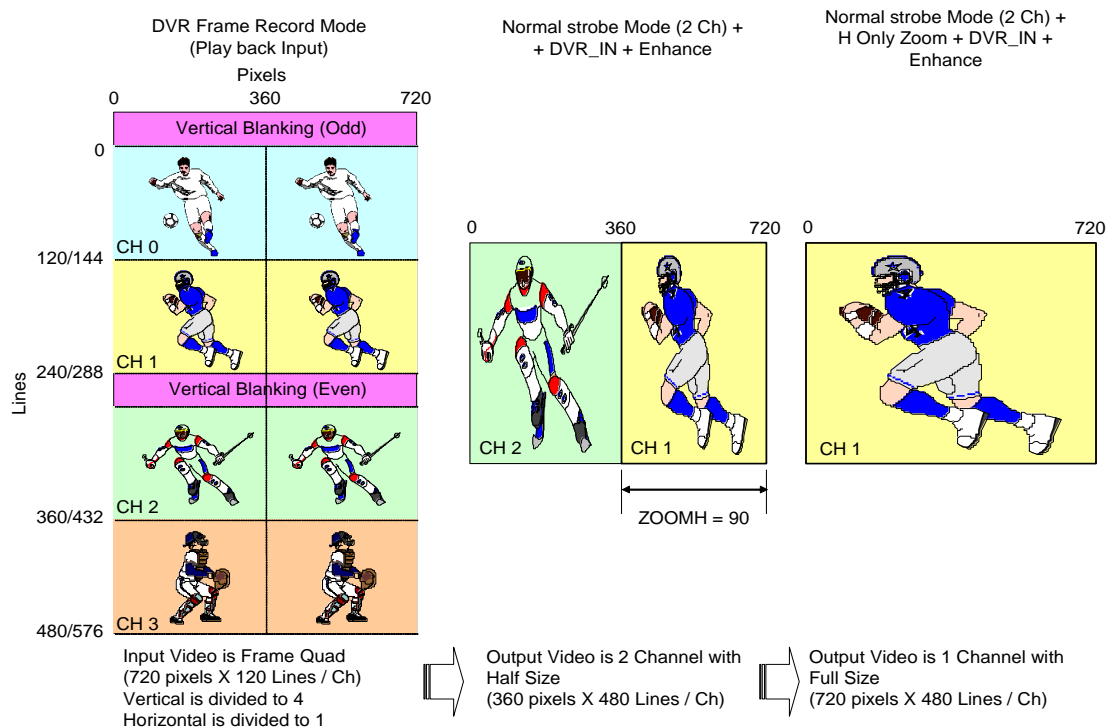 DVR Frame Record Mode
(Play back Input)
Pixels
0 360 720
Vertical Blanking (Odd)
0
CH 0
120/144
CH 1
240/288
Lines
Vertical Blanking (Even)
CH 2
360/432
CH 3
480/576
Input Video is Frame Quad
(720 pixels X 120 Lines / Ch)
Vertical is divided to 4
Horizontal is divided to 1
Normal strobe Mode (2 Ch) +
+ DVR_IN + Enhance
0 360 720
CH 2
CH 1
ZOOMH = 90
Output Video is 2 Channel with
Half Size
(360 pixels X 480 Lines / Ch)
Normal strobe Mode (2 Ch) +
H Only Zoom + DVR_IN +
Enhance
0 720
CH 1
Output Video is 1 Channel with
Full Size
(720 pixels X 480 Lines / Ch)